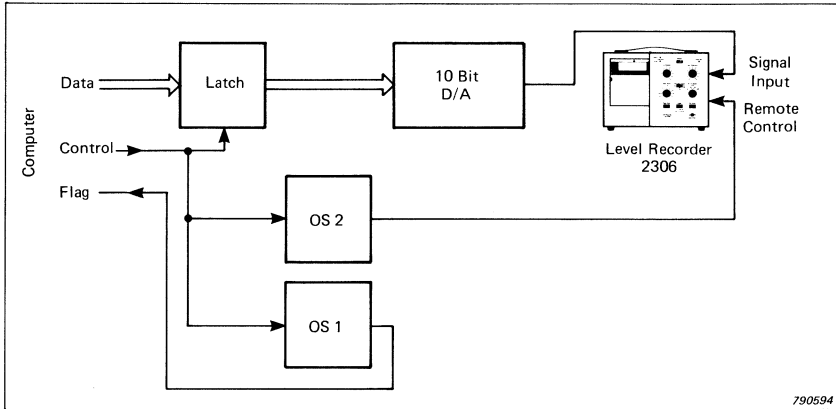 Data
Latch
10 Bit
D/A
Signal
Input
Remote
Control
Level Recorder
2306
Computer
Control
Flag
OS 2
OS 1
790594